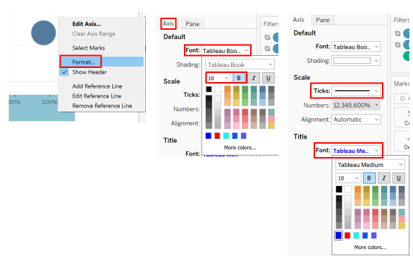 Edit Axis...
Clear Axis Range
Select Marks
Format...
Show Header
Add Reference Line
Edit Reference Line
Remove Reference Line
80%
100%
Axis
Pane
Filters
Default
Font: Tableau Boo...
Shading: Tableau Book
Scale
10
B
I
U
Ticks:
Numbers:
Alignment:
Title
More colors...
Font: Tableau Me...
Axis
Pane
Filters
Default
Font: Tableau Boo...
Shading:
Scale
Ticks:
Marks
Numbers: 12,345,600%
Alignment: Automatic
Title
Font: Tableau Me...
Tableau Medium
10
B
I
U
More colors...